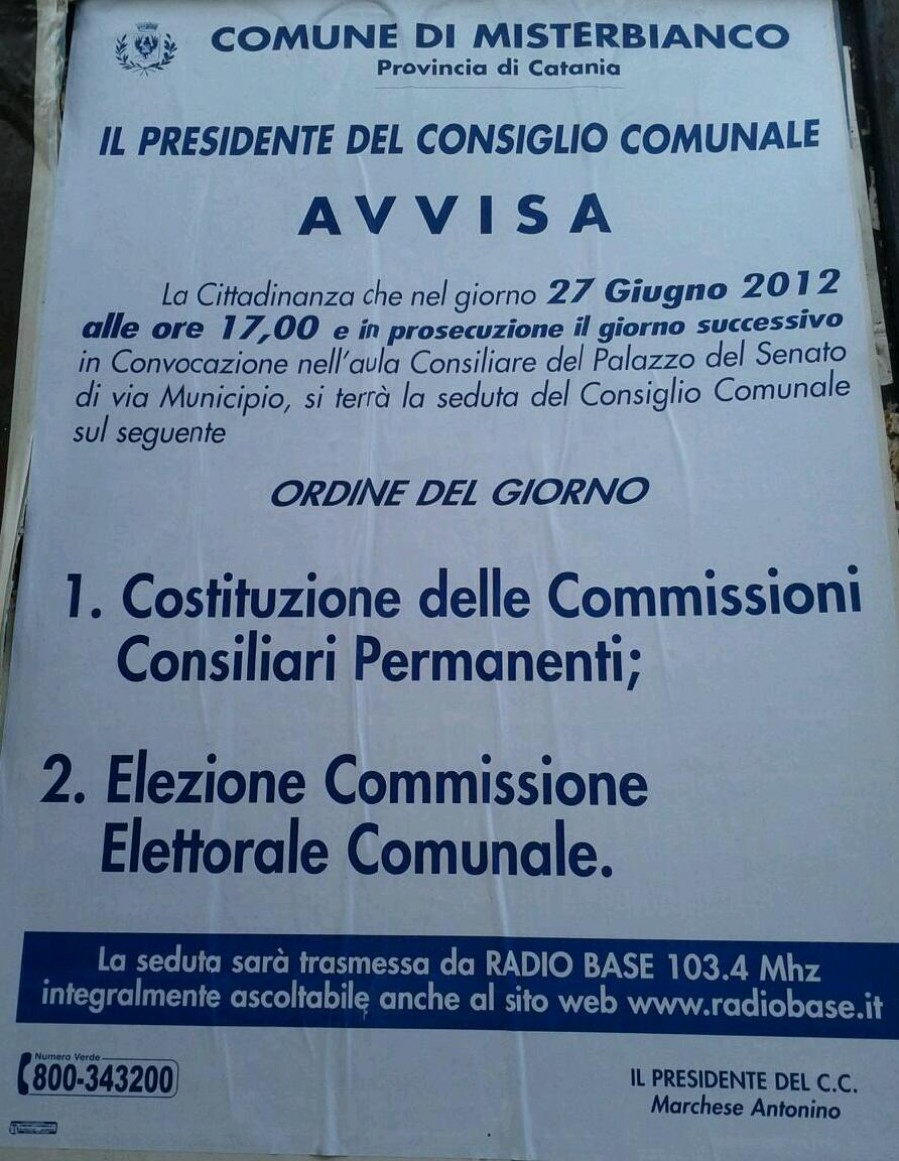 COMUNE DI MISTERBIANCO
Provincia di Catania
IL PRESIDENTE DEL CONSIGLIO COMUNALE
AVVISA
La Cittadinanza che nel giorno 27 Giugno 2012
alle ore 17,00 e in prosecuzione il giorno successivo
in Convocazione nell'aula Consiliare del Palazzo del Senato
di via Municipio, si terrà la seduta del Consiglio Comunale
sul seguente
ORDINE DEL GIORNO
1. Costituzione delle Commissioni
Consiliari Permanenti;
2. Elezione Commissione
Elettorale Comunale.
La seduta sarà trasmessa da RADIO BASE 103.4 Mhz
integralmente ascoltabile anche al sito web www.radiobase.it
Numero Verde
800-343200
IL PRESIDENTE DEL C.C.
Marchese Antonino